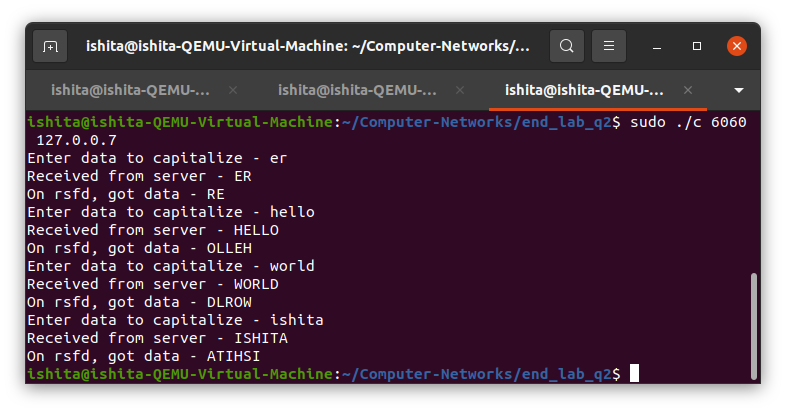 ishita@ishita-QEMU-Virtual-Machine: ~/Computer-Networks/...
ishita@ishita-QEMU-... ishita@ishita-QEMU-... ishita@ishita-QEMU-...
ishita@ishita-QEMU-Virtual-Machine:~/Computer-Networks/end_lab_q2$ sudo ./c 6060
127.0.0.7
Enter data to capitalize - er
Received from server - ER
On rsfd, got data - RE
Enter data to capitalize - hello
Received from server - HELLO
On rsfd, got data - OLLEH
Enter data to capitalize - world
Received from server - WORLD
On rsfd, got data - DLROW
Enter data to capitalize - ishita
Received from server - ISHITA
On rsfd, got data - ATIHSI
ishita@ishita-QEMU-Virtual-Machine:~/Computer-Networks/end_lab_q2$